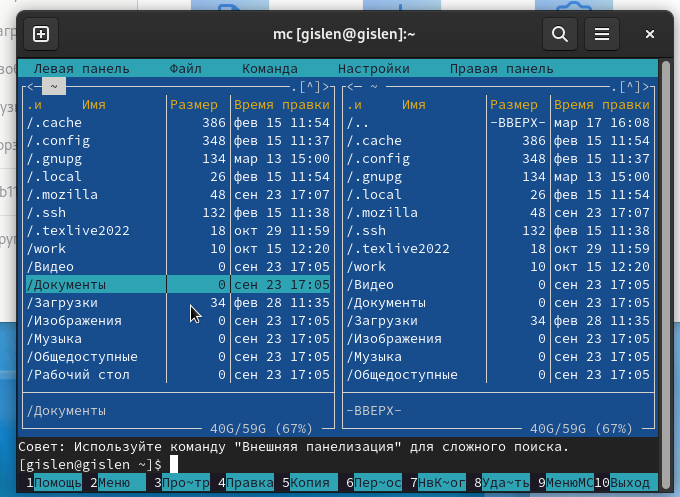 mc [gislen@gislen]:~
Левая панель Файл Команда Настройки Правая панель
<─ ~ .[^]> <─ ~ .[^]>
.и Имя Размер Время правки .и Имя Размер Время правки
/.cache 386 фев 15 11:54 /.. -ВВЕРХ- мар 17 16:08
/.config 348 фев 15 11:37 /.cache 386 фев 15 11:54
/.gnupg 134 мар 13 15:00 /.config 348 фев 15 11:37
/.local 26 фев 15 11:54 /.gnupg 134 мар 13 15:00
/.mozilla 48 сен 23 17:07 /.local 26 фев 15 11:54
/.ssh 132 фев 15 11:38 /.mozilla 48 сен 23 17:07
/.texlive2022 18 окт 29 11:59 /.ssh 132 фев 15 11:38
/work 10 окт 15 12:20 /.texlive2022 18 окт 29 11:59
/Видео 0 сен 23 17:05 /work 10 окт 15 12:20
/Документы 0 сен 23 17:05 /Видео 0 сен 23 17:05
/Загрузки 34 фев 28 11:35 /Документы 0 сен 23 17:05
/Изображения 0 сен 23 17:05 /Загрузки 34 фев 28 11:35
/Музыка 0 сен 23 17:05 /Изображения 0 сен 23 17:05
/Общедоступные 0 сен 23 17:05 /Музыка 0 сен 23 17:05
/Рабочий стол 0 сен 23 17:05 /Общедоступные 0 сен 23 17:05
/Документы -ВВЕРХ-
40G/59G (67%) 40G/59G (67%)
Совет: Используйте команду "Внешняя панелизация" для сложного поиска.
[gislen@gislen ~]$
1Помощь 2Меню 3Про~тр 4Правка 5Копия 6Пер~ос 7НвК~ог 8Уда~ть 9МенюMC 10Выход